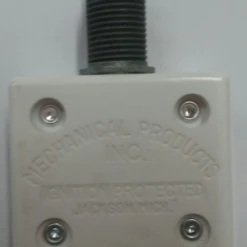 MECHANICAL PRODUCTS
INC.
IGNITION PROTECTED
JACKSON, MICH.